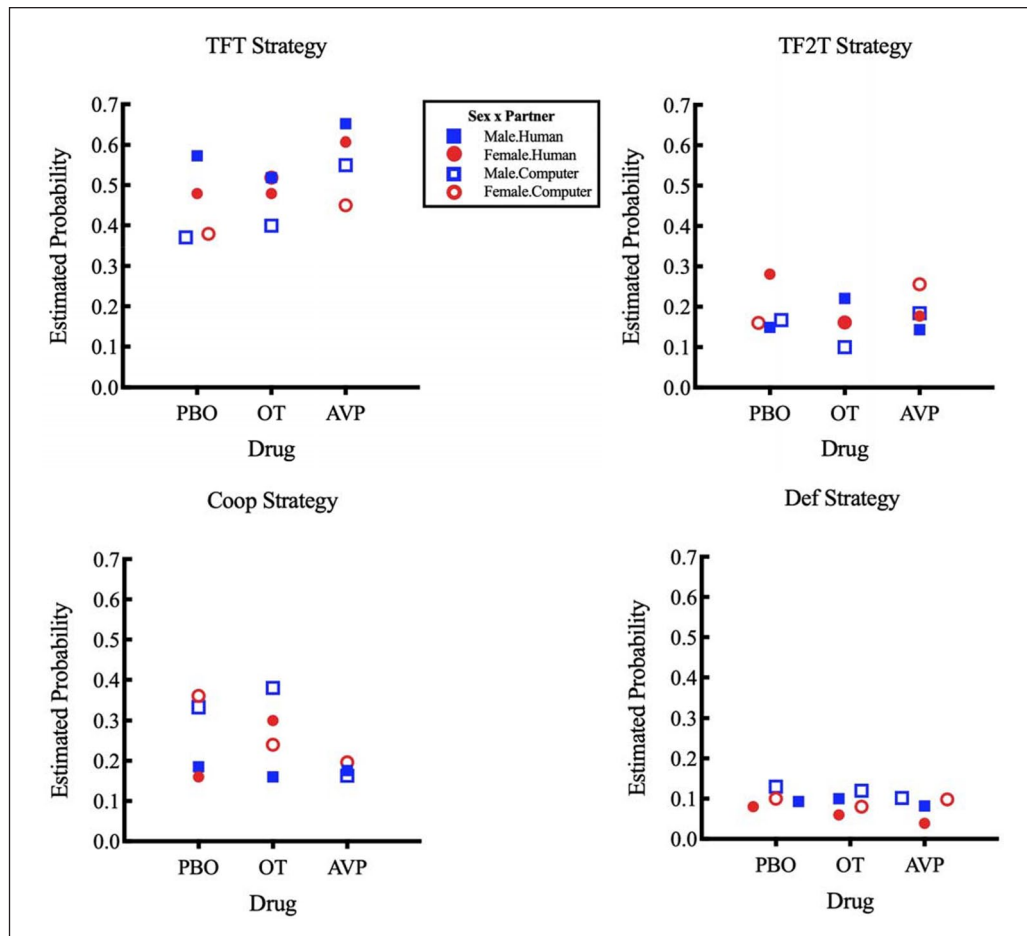 TFT Strategy
Estimated Probability
0.7
0.6
0.5
0.4
0.3
0.2
0.1
0.0
PBO OT AVP
Drug
Sex x Partner
Male.Human
Female.Human
Male.Computer
Female.Computer
TF2T Strategy
Estimated Probability
0.7
0.6
0.5
0.4
0.3
0.2
0.1
0.0
PBO OT AVP
Drug
Coop Strategy
Estimated Probability
0.7
0.6
0.5
0.4
0.3
0.2
0.1
0.0
PBO OT AVP
Drug
Def Strategy
Estimated Probability
0.7
0.6
0.5
0.4
0.3
0.2
0.1
0.0
PBO OT AVP
Drug